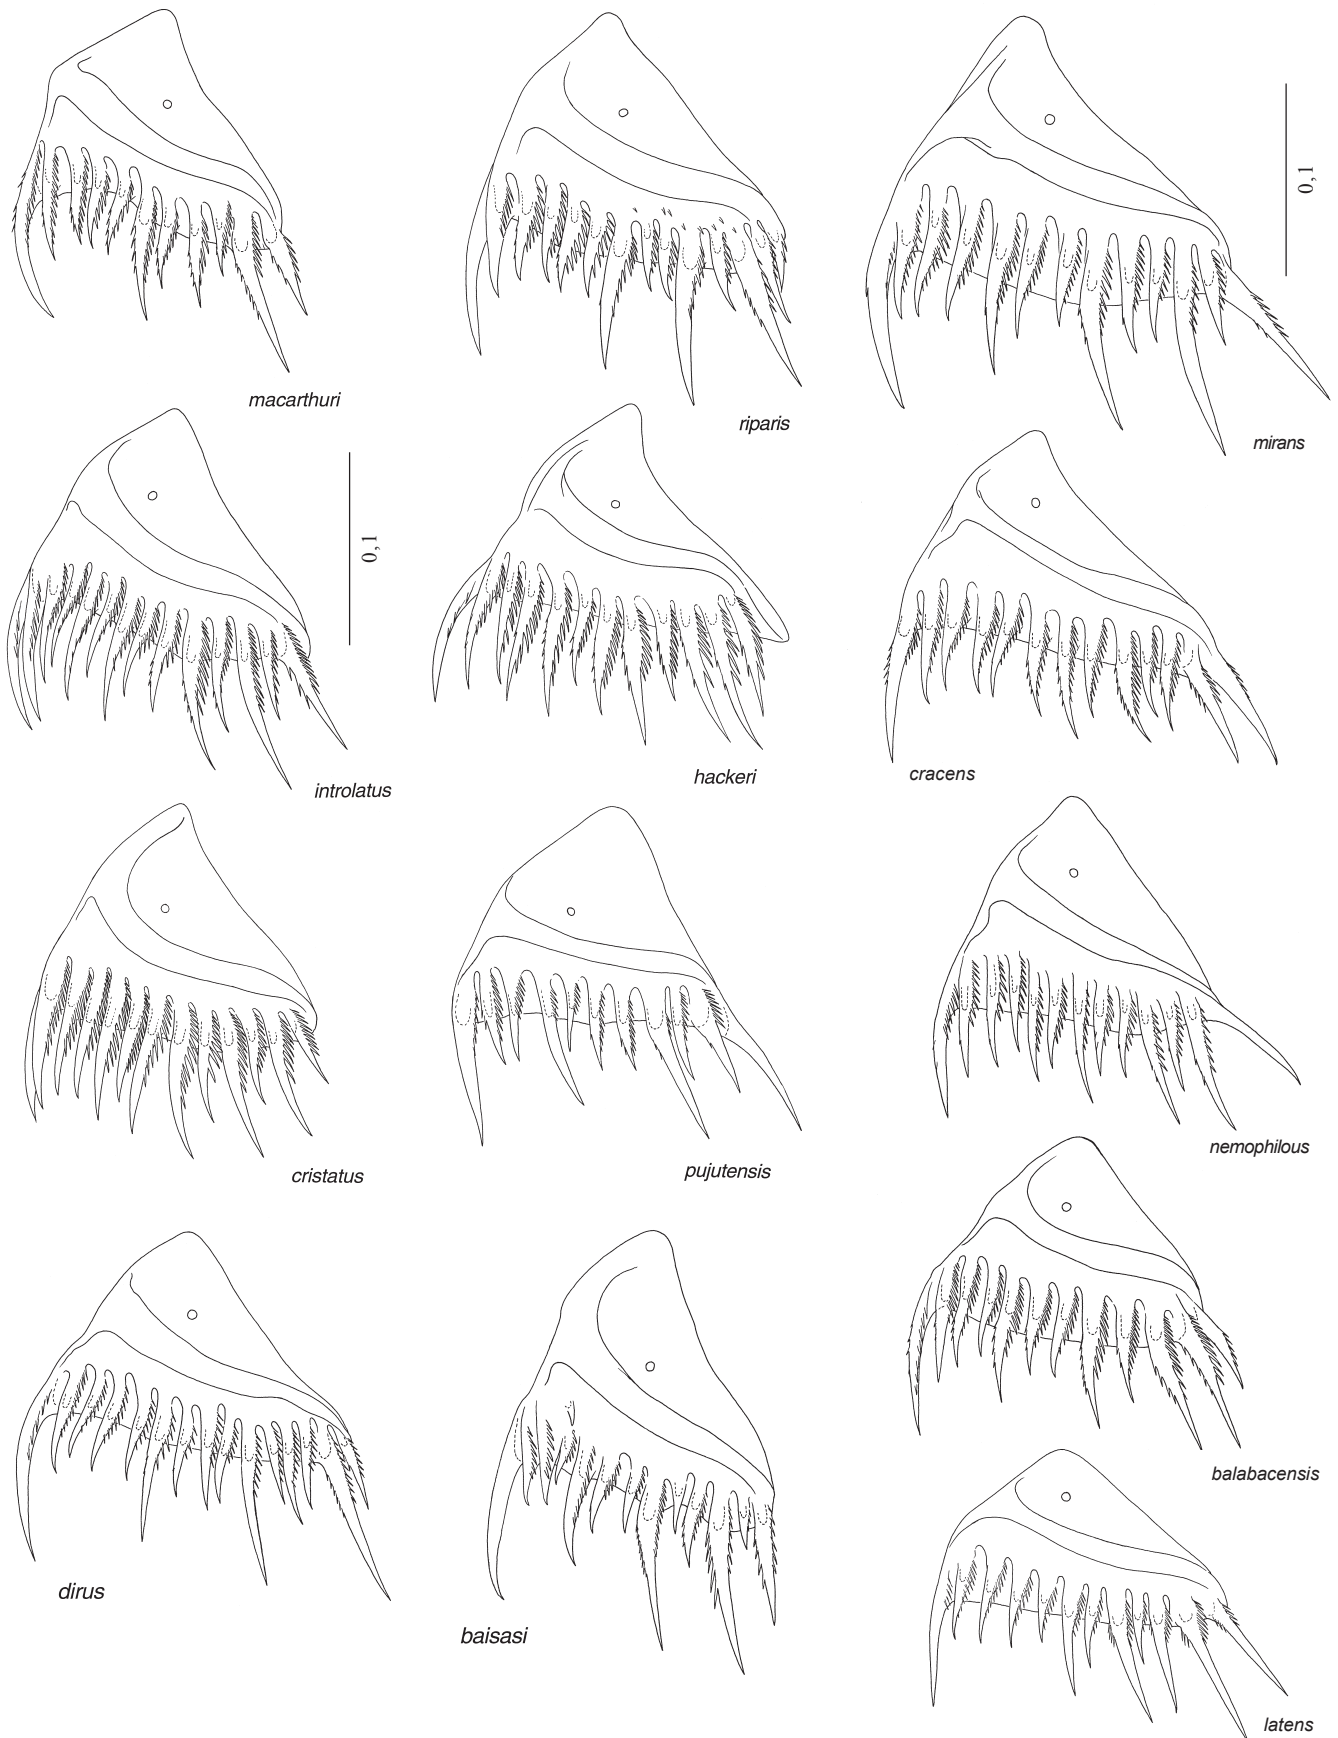 macarthuri
riparis
mirans
0,1
introlatus
0,1
hackeri
cracens
cristatus
pujutensis
nemophilous
balabacensis
dirus
baisasi
latens